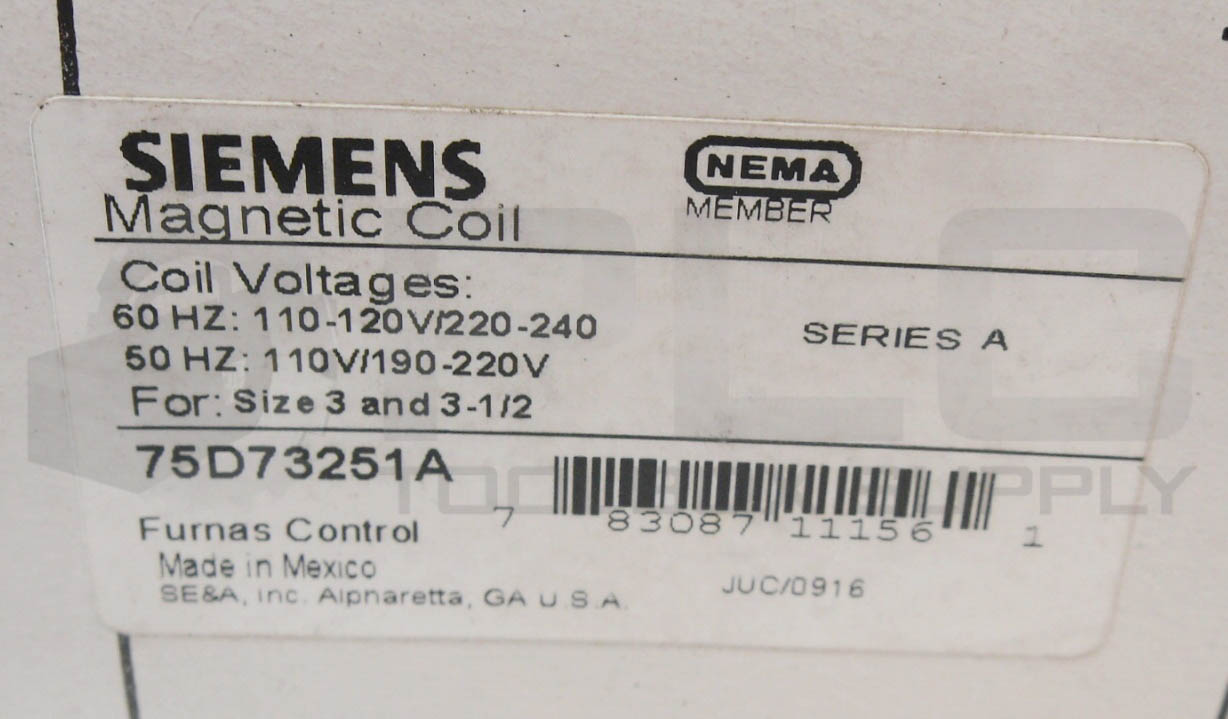 SIEMENS
NEMA
MEMBER
Magnetic Coil
Coil Voltages:
60 HZ: 110-120V/220-240
50 HZ: 110V/190-220V
SERIES A
For: Size 3 and 3-1/2
75D73251A
7 83087 11156 1
Furnas Control
Made in Mexico
SE&A, Inc. Alpharetta, GA U.S.A.
JUC/0916
PLC
SUPPLY